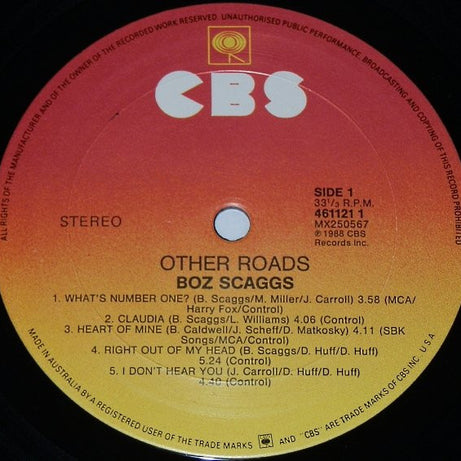 ALL RIGHTS OF THE MANUFACTURER AND OF THE OWNER OF THE RECORDED WORK RESERVED. UNAUTHORISED PUBLIC PERFORMANCE, BROADCASTING AND COPYING OF THIS RECORD PROHIBITED.
CBS
SIDE 1
33⅓ R.P.M.
461121 1
MX250567
℗ 1988 CBS
Records Inc.
STEREO
OTHER ROADS
BOZ SCAGGS
1. WHAT'S NUMBER ONE? (B. Scaggs/M. Miller/J. Carroll) 3.58 (MCA/
Harry Fox/Control)
2. CLAUDIA (B. Scaggs/L. Williams) 4.06 (Control)
3. HEART OF MINE (B. Caldwell/J. Scheff/D. Matkosky) 4.11 (SBK
Songs/MCA/Control)
4. RIGHT OUT OF MY HEAD (B. Scaggs/D. Huff/D. Huff)
5.24 (Control)
5. I DON'T HEAR YOU (J. Carroll/D. Huff/D. Huff)
4.40 (Control)
MADE IN AUSTRALIA BY A REGISTERED USER OF THE TRADE MARKS AND "CBS" ARE TRADE MARKS OF CBS INC. U.S.A.